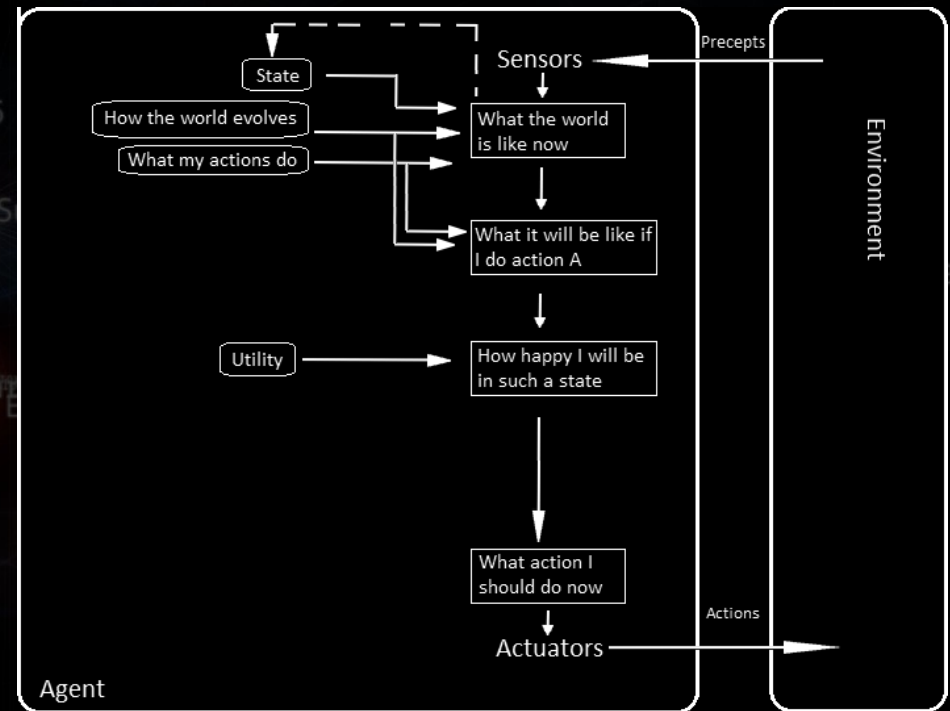 Precepts
Sensors
State
How the world evolves
What the world
is like now
What my actions do
Environment
What it will be like if
I do action A
Utility
How happy I will be
in such a state
What action I
should do now
Actions
Actuators
Agent